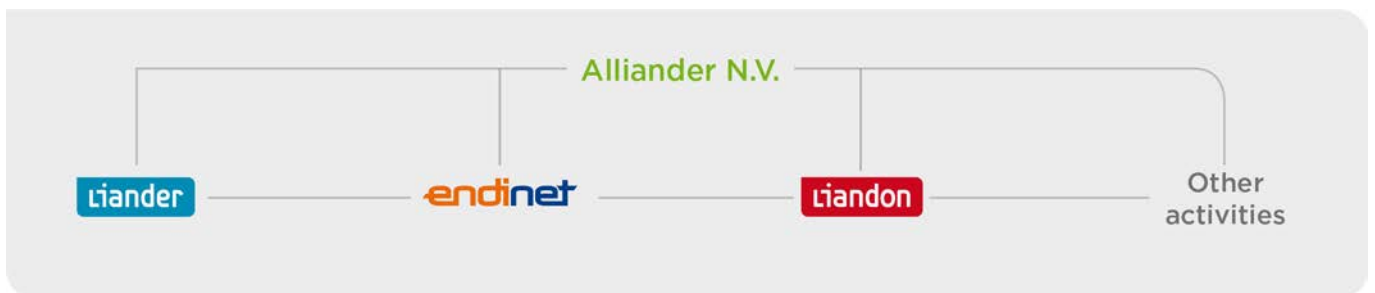 Alliander N.V.
Liander
endinet
Liandon
Other
activities